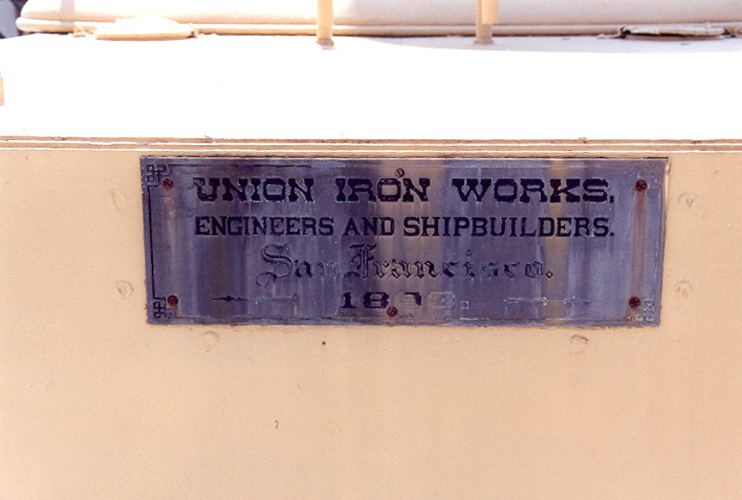 UNION IRON WORKS.
ENGINEERS AND SHIPBUILDERS.
San Francisco.